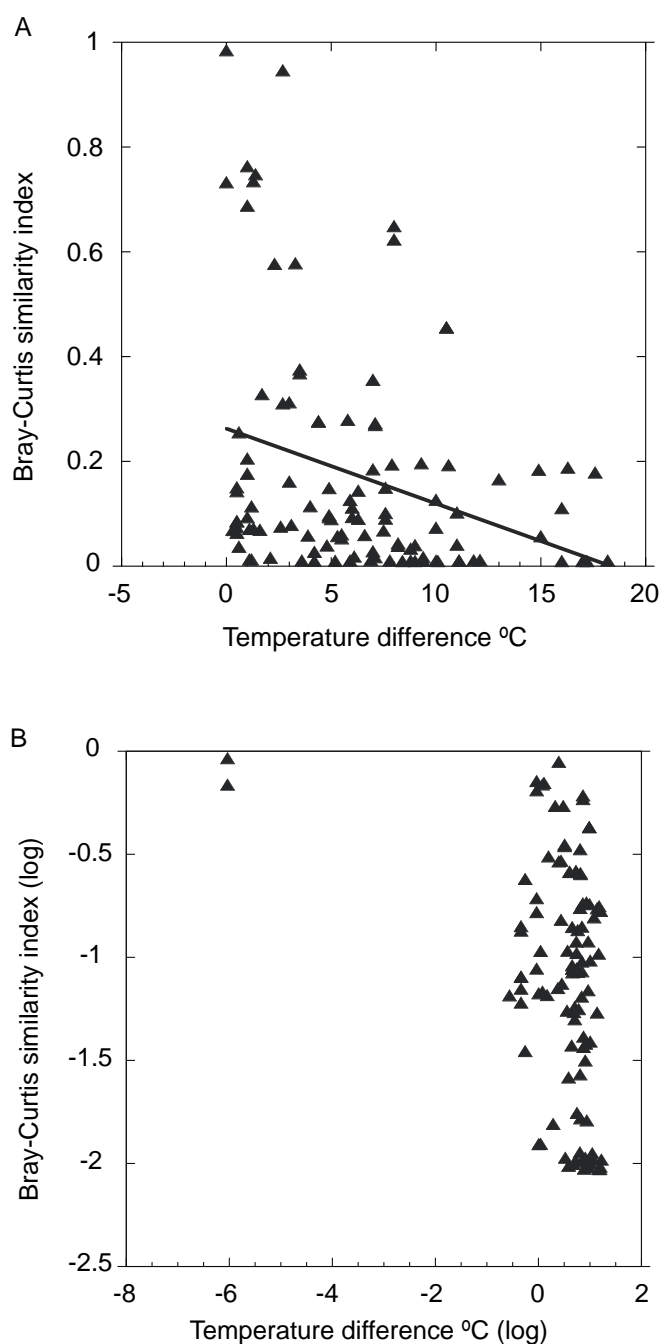 A
Bray-Curtis similarity index
1
0.8
0.6
0.4
0.2
0
-5 0 5 10 15 20
Temperature difference ºC
B
Bray-Curtis similarity index (log)
0
-0.5
-1
-1.5
-2
-2.5
-8 -6 -4 -2 0 2
Temperature difference ºC (log)